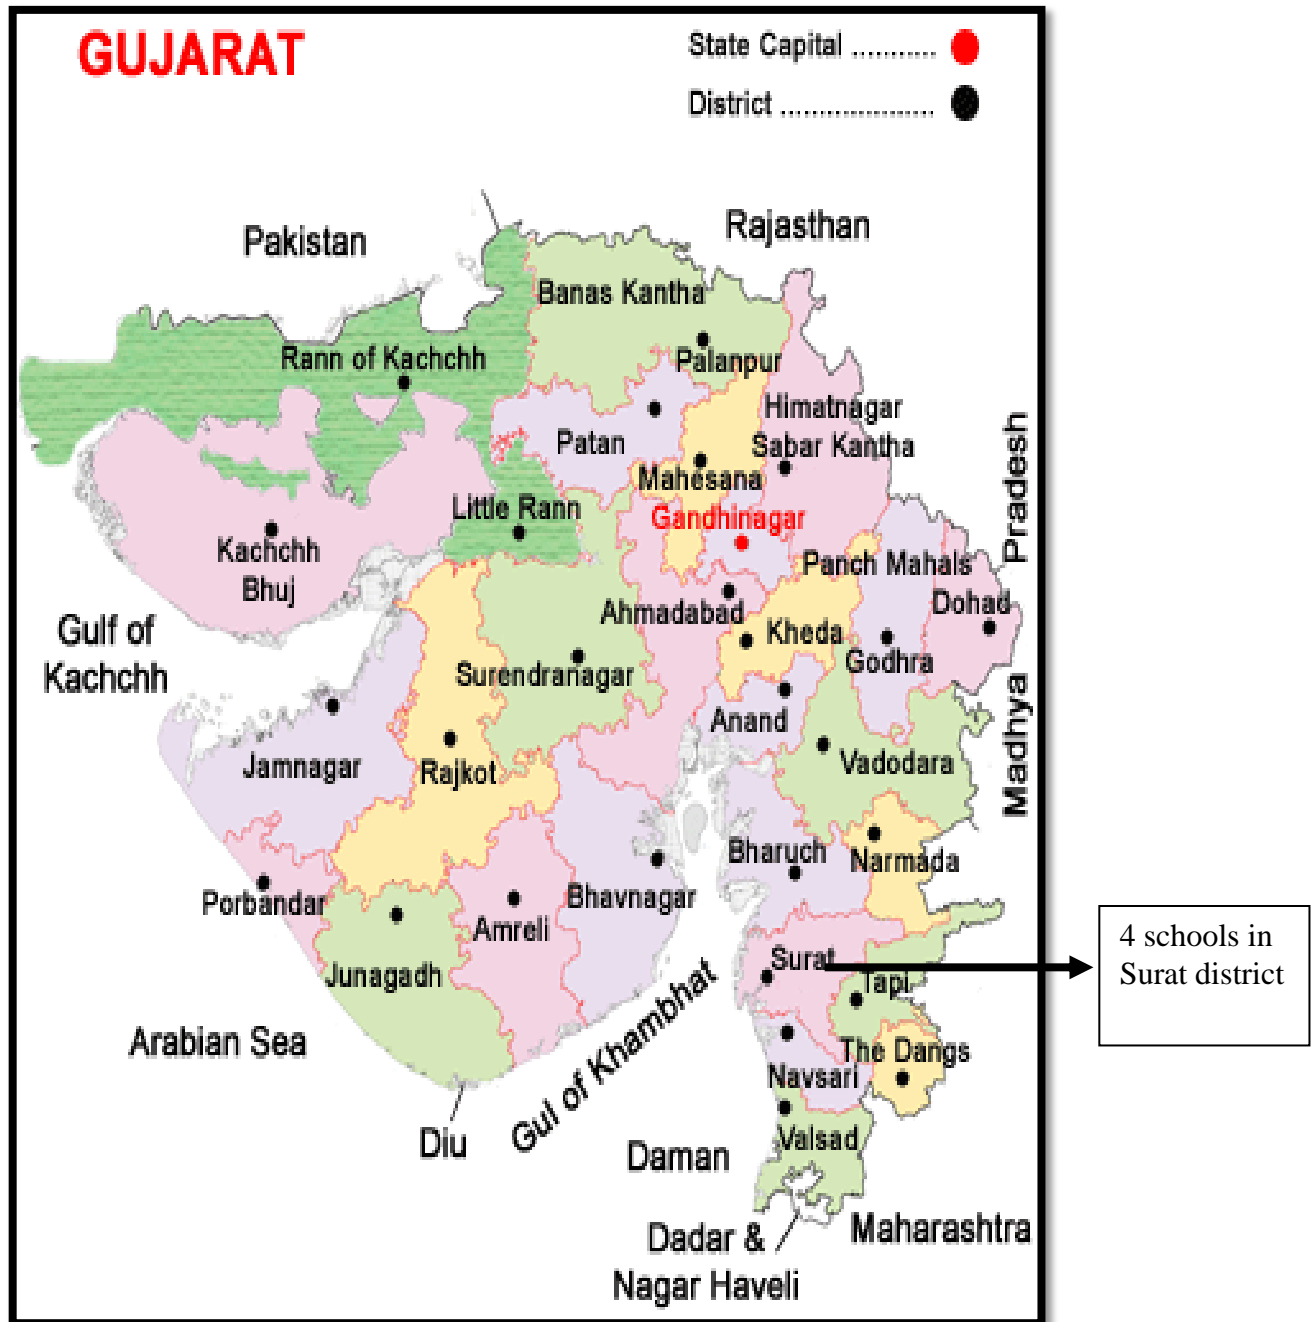 GUJARAT
State Capital ...........
District ....................
Pakistan
Rajasthan
Banas Kantha
Palanpur
Rann of Kachchh
Himatnagar
Sabar Kantha
Patan
Mahesana
Gandhinagar
Little Rann
Kachchh
Bhuj
Panch Mahals
Dohad
Godhra
Ahmadabad
Kheda
Pradesh
Madhya
Gulf of
Kachchh
Surendranagar
Anand
Jamnagar
Rajkot
Vadodara
Bharuch
Narmada
Porbandar
Bhavnagar
Amreli
Junagadh
Surat
Tapi
4 schools in
Surat district
Arabian Sea
Gul of Khambhat
The Dangs
Navsari
Diu
Daman
Valsad
Dadar &
Nagar Haveli
Maharashtra